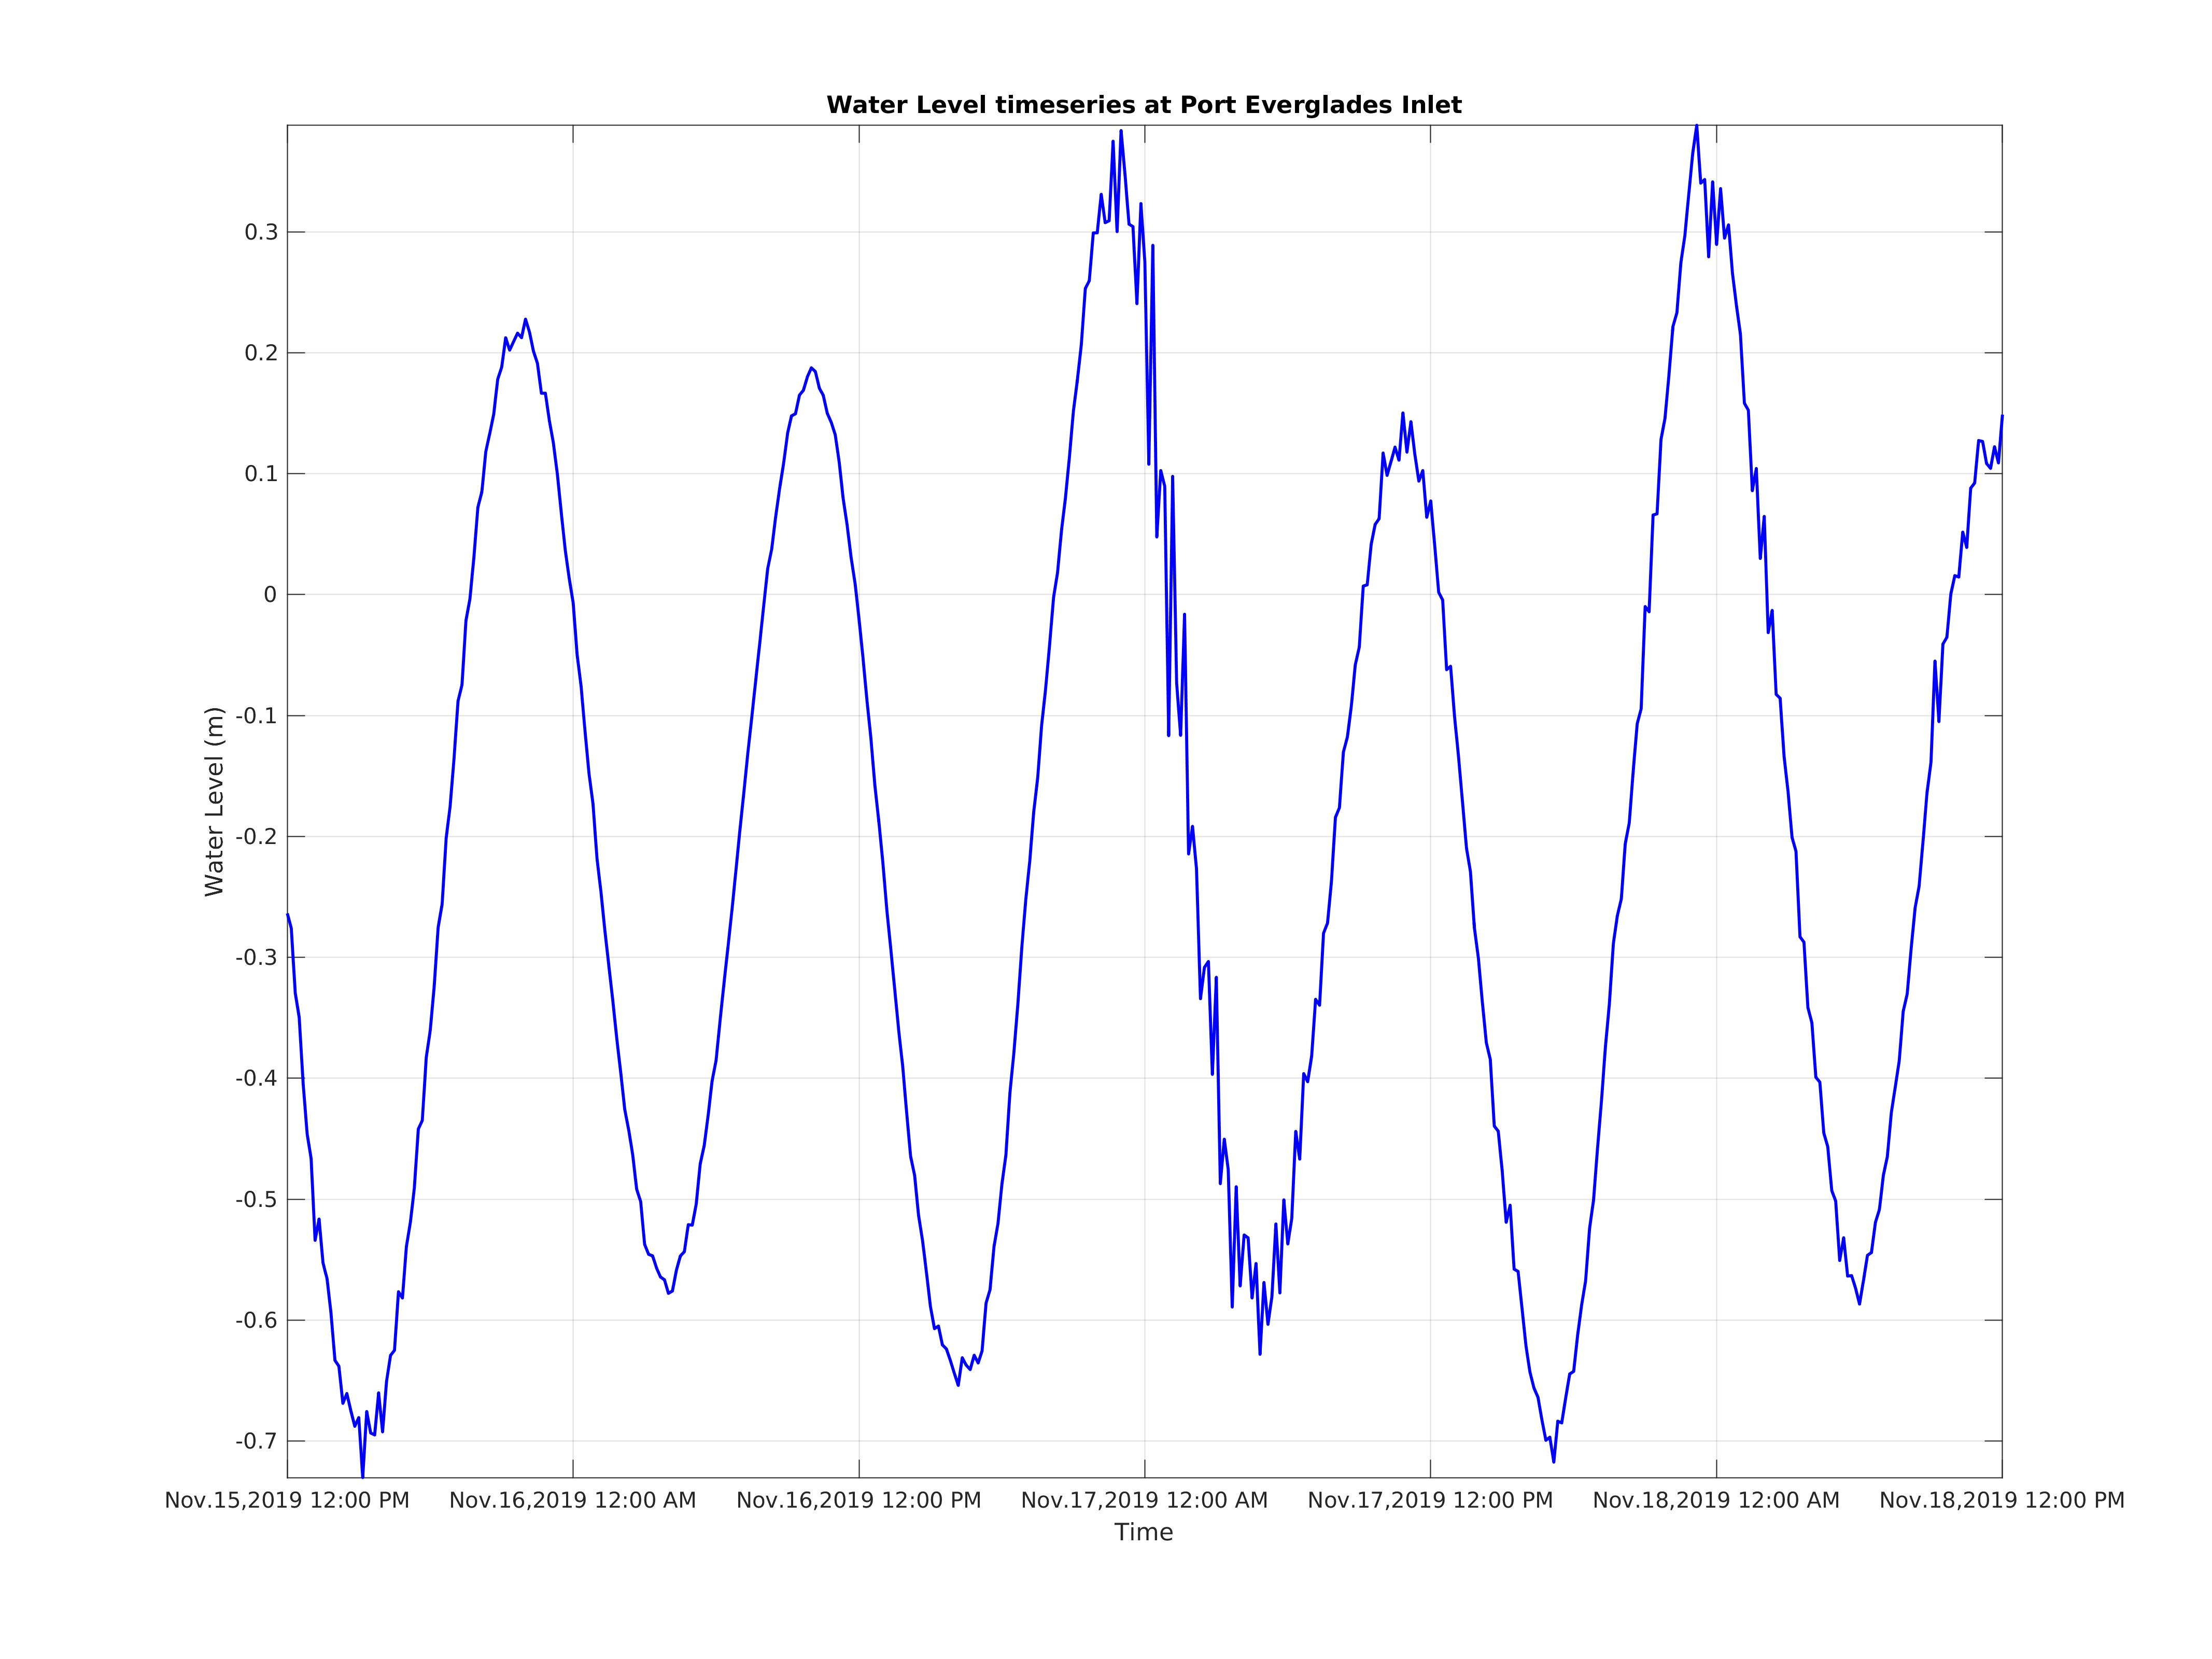 Water Level timeseries at Port Everglades Inlet
0.3
0.2
0.1
0
-0.1
-0.2
-0.3
-0.4
-0.5
-0.6
-0.7
Water Level (m)
Nov.15,2019 12:00 PM
Nov.16,2019 12:00 AM
Nov.16,2019 12:00 PM
Nov.17,2019 12:00 AM
Nov.17,2019 12:00 PM
Nov.18,2019 12:00 AM
Nov.18,2019 12:00 PM
Time